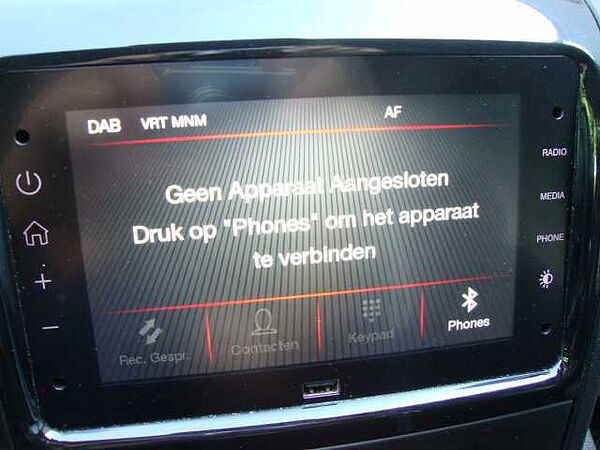 DAB VRT MNM AF
RADIO
Geen Apparaat Aangesloten
MEDIA
Druk op "Phones" om het apparaat
PHONE
te verbinden
Rec. Gespr. Contacten Keypad Phones